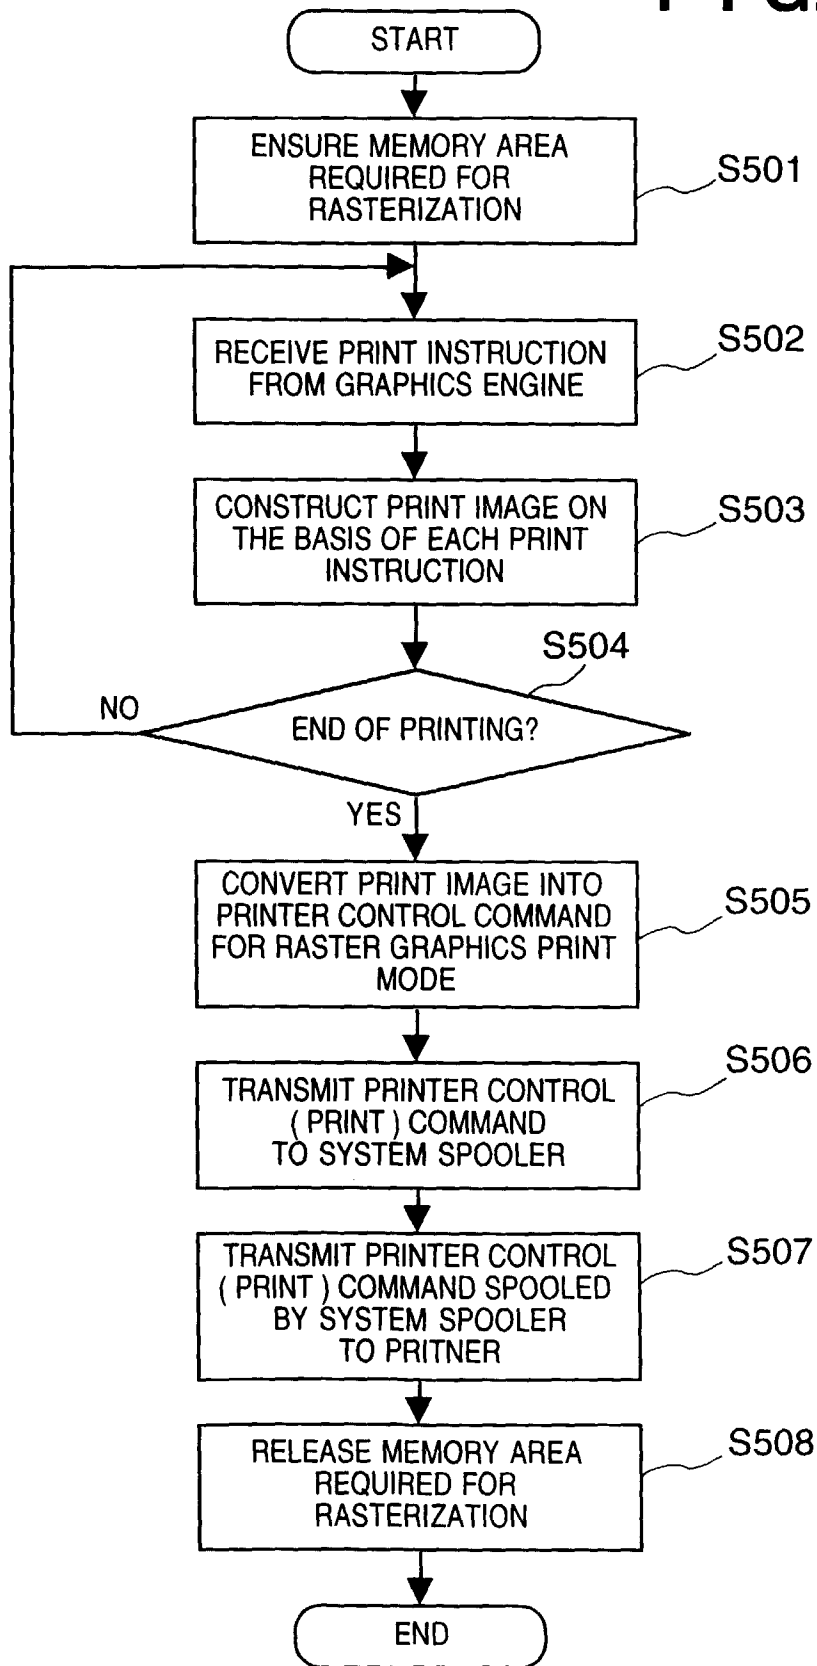 START
ENSURE MEMORY AREA
REQUIRED FOR
RASTERIZATION
S501
RECEIVE PRINT INSTRUCTION
FROM GRAPHICS ENGINE
S502
CONSTRUCT PRINT IMAGE ON
THE BASIS OF EACH PRINT
INSTRUCTION
S503
S504
NO
END OF PRINTING?
YES
CONVERT PRINT IMAGE INTO
PRINTER CONTROL COMMAND
FOR RASTER GRAPHICS PRINT
MODE
S505
TRANSMIT PRINTER CONTROL
( PRINT ) COMMAND
TO SYSTEM SPOOLER
S506
TRANSMIT PRINTER CONTROL
( PRINT ) COMMAND SPOOLED
BY SYSTEM SPOOLER
TO PRITNER
S507
RELEASE MEMORY AREA
REQUIRED FOR
RASTERIZATION
S508
END